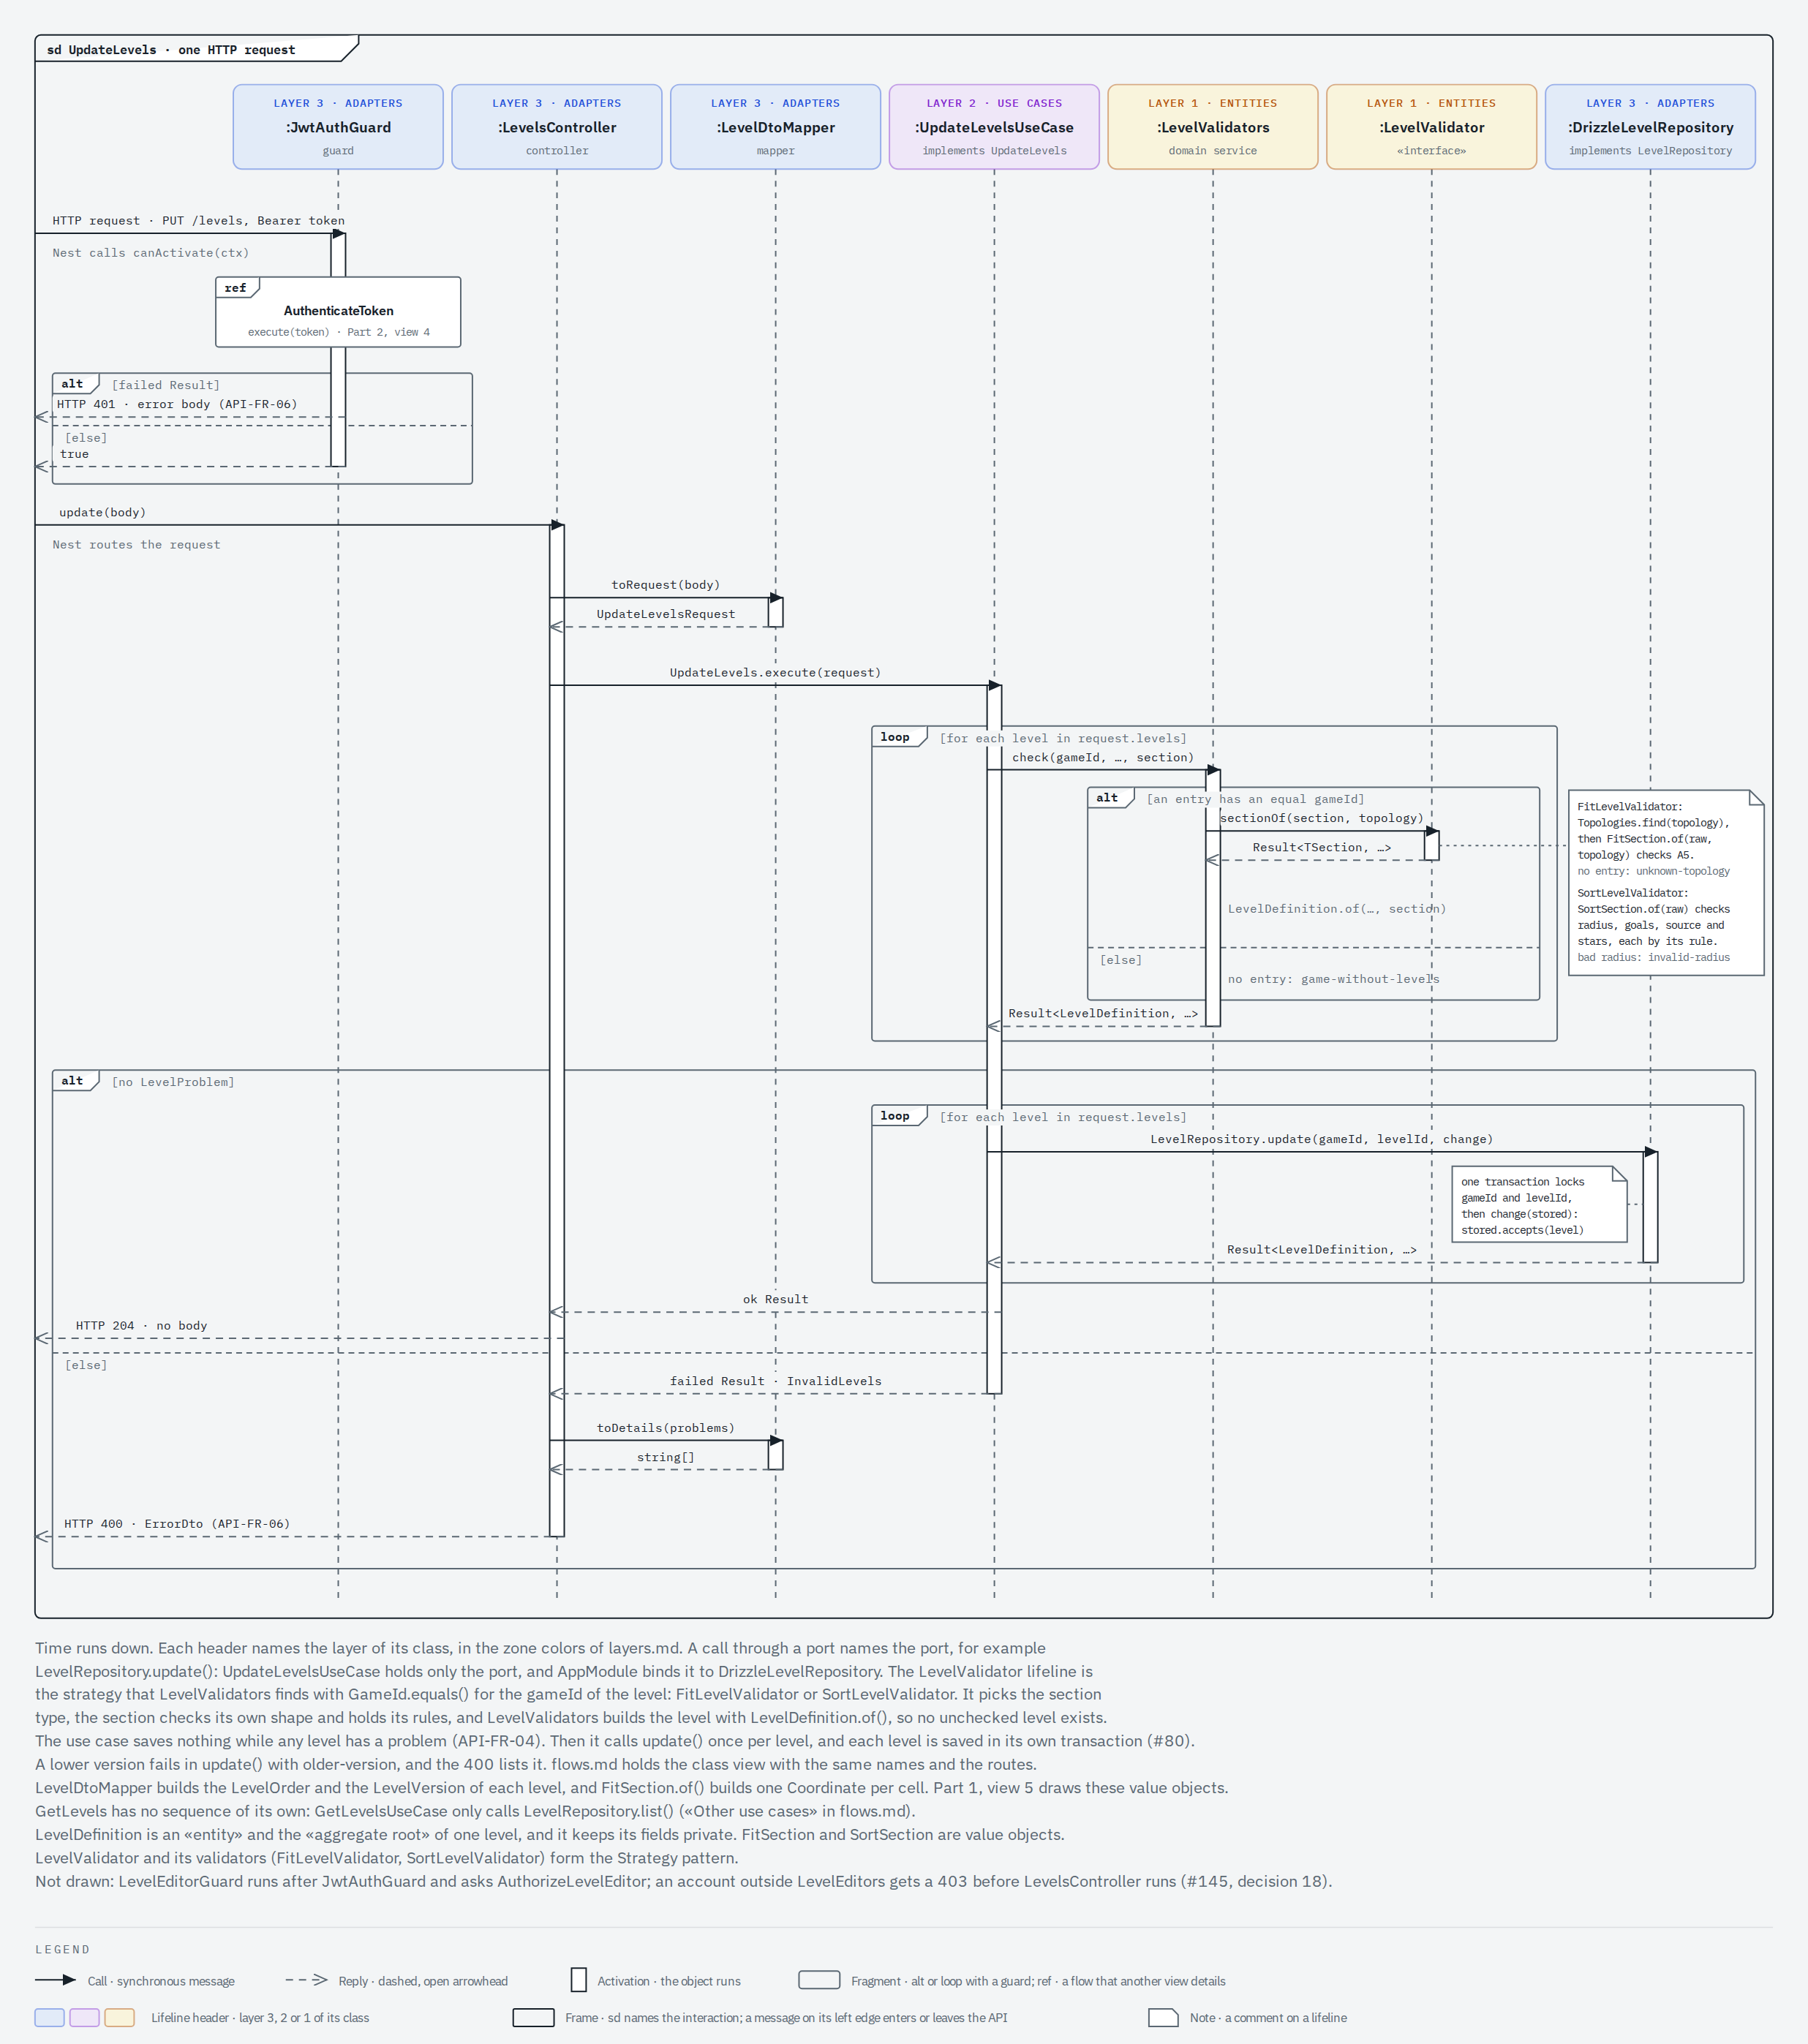 sd UpdateLevels · one HTTP request
LAYER 3 · ADAPTERS
:JwtAuthGuard
guard
LAYER 3 · ADAPTERS
:LevelsController
controller
LAYER 3 · ADAPTERS
:LevelDtoMapper
mapper
LAYER 2 · USE CASES
:UpdateLevelsUseCase
implements UpdateLevels
LAYER 1 · ENTITIES
:LevelValidators
domain service
LAYER 1 · ENTITIES
:LevelValidator
«interface»
LAYER 3 · ADAPTERS
:DrizzleLevelRepository
implements LevelRepository
HTTP request · PUT /levels, Bearer token
Nest calls canActivate(ctx)
ref
AuthenticateToken
execute(token) · Part 2, view 4
alt [failed Result]
HTTP 401 · error body (API-FR-06)
[else]
true
update(body)
Nest routes the request
toRequest(body)
UpdateLevelsRequest
UpdateLevels.execute(request)
loop [for each level in request.levels]
check(gameId, …, section)
alt [an entry has an equal gameId]
sectionOf(section, topology)
Result<TSection, …>
LevelDefinition.of(…, section)
[else]
no entry: game-without-levels
Result<LevelDefinition, …>
FitLevelValidator:
Topologies.find(topology),
then FitSection.of(raw,
topology) checks A5.
no entry: unknown-topology
SortLevelValidator:
SortSection.of(raw) checks
radius, goals, source and
stars, each by its rule.
bad radius: invalid-radius
alt [no LevelProblem]
loop [for each level in request.levels]
LevelRepository.update(gameId, levelId, change)
one transaction locks
gameId and levelId,
then change(stored):
stored.accepts(level)
Result<LevelDefinition, …>
ok Result
HTTP 204 · no body
[else]
failed Result · InvalidLevels
toDetails(problems)
string[]
HTTP 400 · ErrorDto (API-FR-06)
Time runs down. Each header names the layer of its class, in the zone colors of layers.md. A call through a port names the port, for example
LevelRepository.update(): UpdateLevelsUseCase holds only the port, and AppModule binds it to DrizzleLevelRepository. The LevelValidator lifeline is
the strategy that LevelValidators finds with GameId.equals() for the gameId of the level: FitLevelValidator or SortLevelValidator. It picks the section
type, the section checks its own shape and holds its rules, and LevelValidators builds the level with LevelDefinition.of(), so no unchecked level exists.
The use case saves nothing while any level has a problem (API-FR-04). Then it calls update() once per level, and each level is saved in its own transaction (#80).
A lower version fails in update() with older-version, and the 400 lists it. flows.md holds the class view with the same names and the routes.
LevelDtoMapper builds the LevelOrder and the LevelVersion of each level, and FitSection.of() builds one Coordinate per cell. Part 1, view 5 draws these value objects.
GetLevels has no sequence of its own: GetLevelsUseCase only calls LevelRepository.list() («Other use cases» in flows.md).
LevelDefinition is an «entity» and the «aggregate root» of one level, and it keeps its fields private. FitSection and SortSection are value objects.
LevelValidator and its validators (FitLevelValidator, SortLevelValidator) form the Strategy pattern.
Not drawn: LevelEditorGuard runs after JwtAuthGuard and asks AuthorizeLevelEditor; an account outside LevelEditors gets a 403 before LevelsController runs (#145, decision 18).
LEGEND
Call · synchronous message
Reply · dashed, open arrowhead
Activation · the object runs
Fragment · alt or loop with a guard; ref · a flow that another view details
Lifeline header · layer 3, 2 or 1 of its class
Frame · sd names the interaction; a message on its left edge enters or leaves the API
Note · a comment on a lifeline